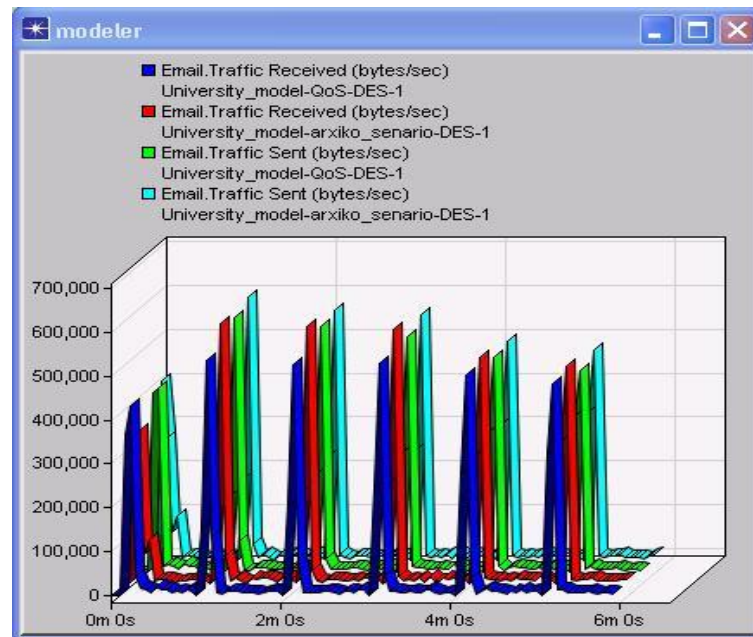 modeler
Email.Traffic Received (bytes/sec)
University_model-QoS-DES-1
Email.Traffic Received (bytes/sec)
University_model-arxiko_senario-DES-1
Email.Traffic Sent (bytes/sec)
University_model-QoS-DES-1
Email.Traffic Sent (bytes/sec)
University_model-arxiko_senario-DES-1
700,000
600,000
500,000
400,000
300,000
200,000
100,000
0
0m 0s 2m 0s 4m 0s 6m 0s